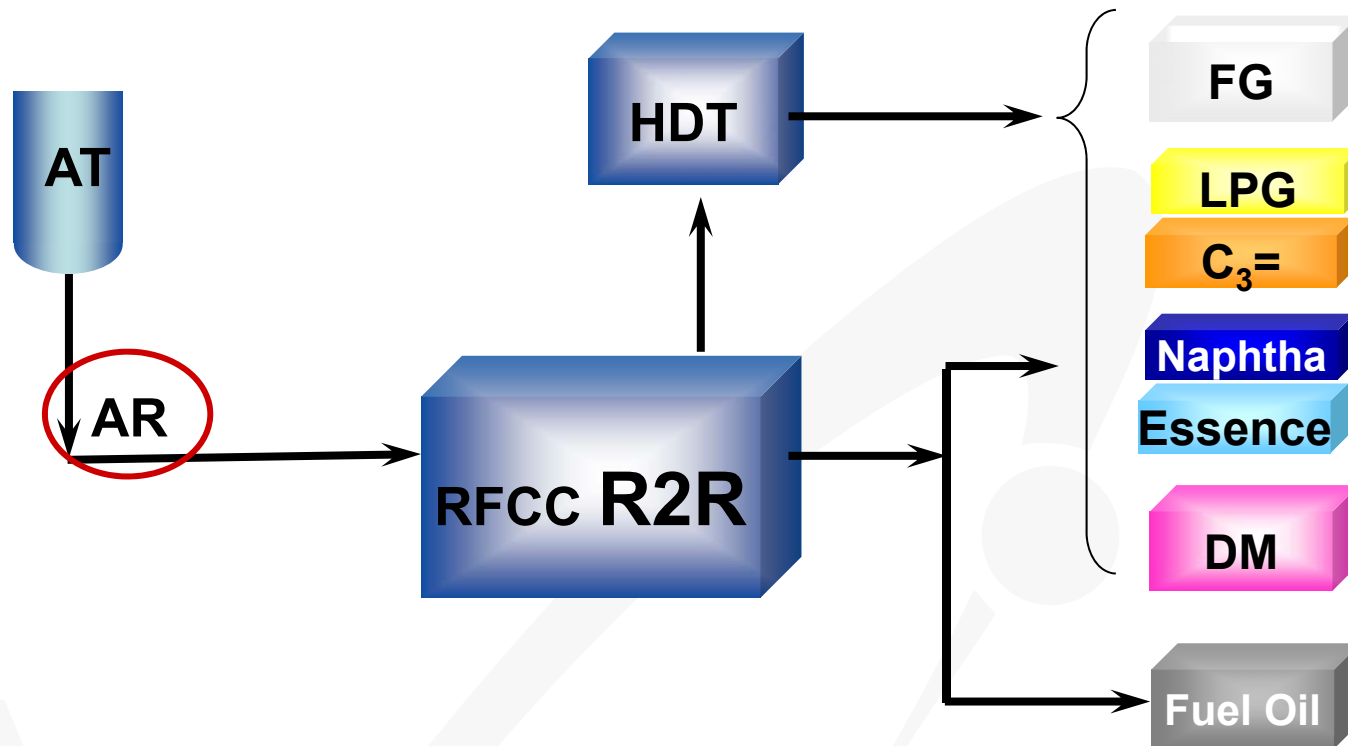 AT
AR
HDT
RFCC R2R
FG
LPG
C₃=
Naphtha
Essence
DM
Fuel Oil